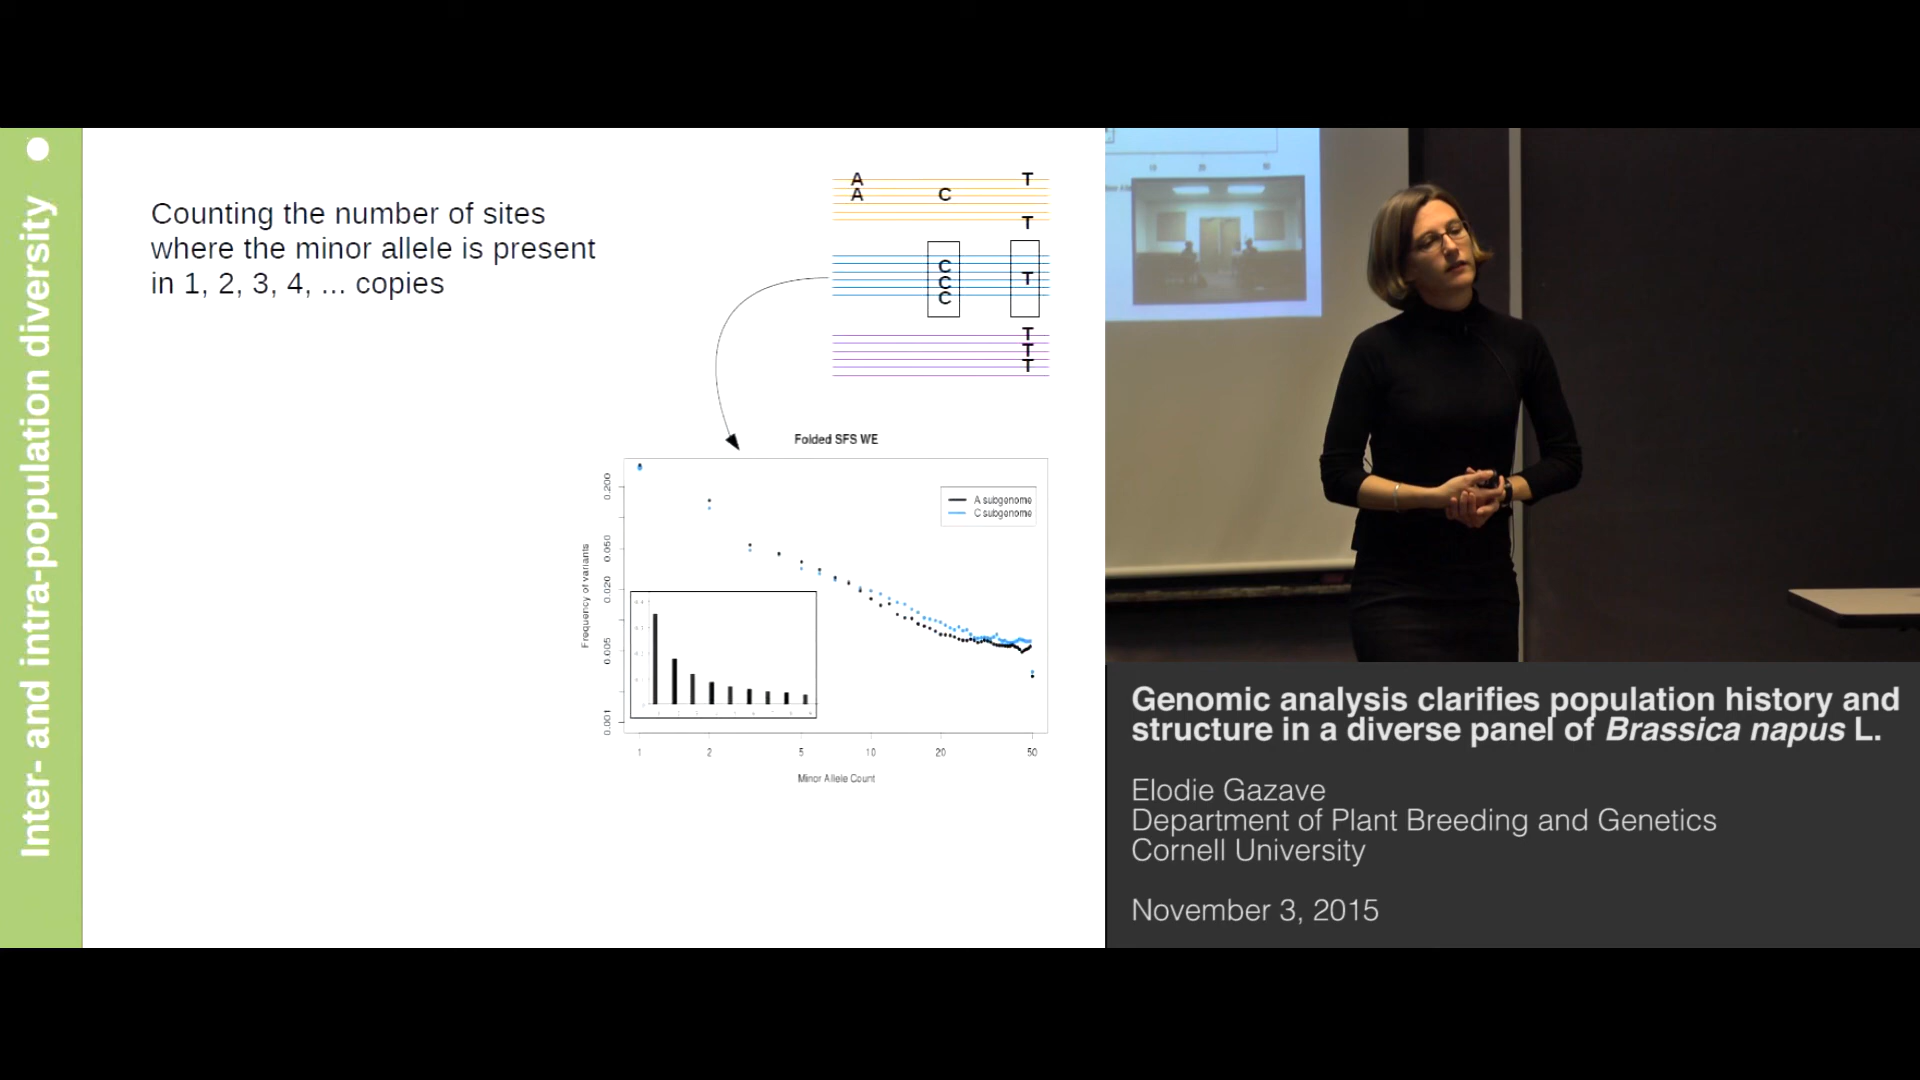 Inter- and intra-population diversity
Counting the number of sites
where the minor allele is present
in 1, 2, 3, 4, ... copies
A T
A C
T
C
C T
C
T
T
T
Folded SFS WE
A subgenome
C subgenome
Frequency of variants
0.200
0.050
0.020
0.005
0.001
1 2 5 10 20 50
Minor Allele Count
Genomic analysis clarifies population history and
structure in a diverse panel of Brassica napus L.
Elodie Gazave
Department of Plant Breeding and Genetics
Cornell University
November 3, 2015